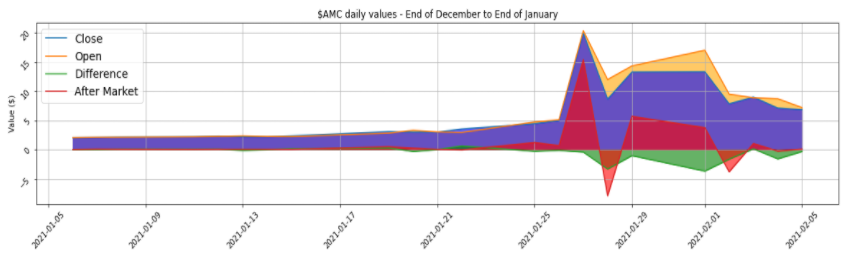 $AMC daily values - End of December to End of January
Value ($)
20
15
10
5
0
-5
Close
Open
Difference
After Market
2021-01-05
2021-01-09
2021-01-13
2021-01-17
2021-01-21
2021-01-25
2021-01-29
2021-02-01
2021-02-05